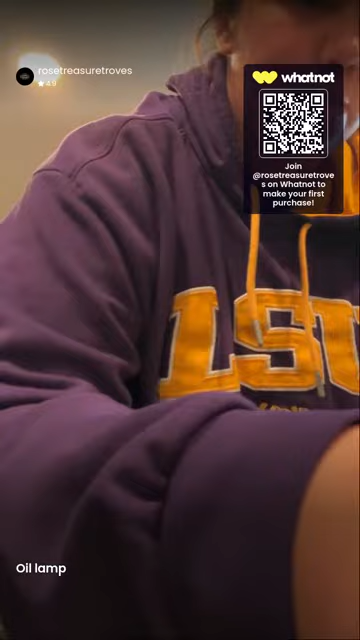 rosetreasuretroves
★ 4.9
whatnot
Join
@rosetreasuretrove
s on Whatnot to
make your first
purchase!
LSU
Oil lamp